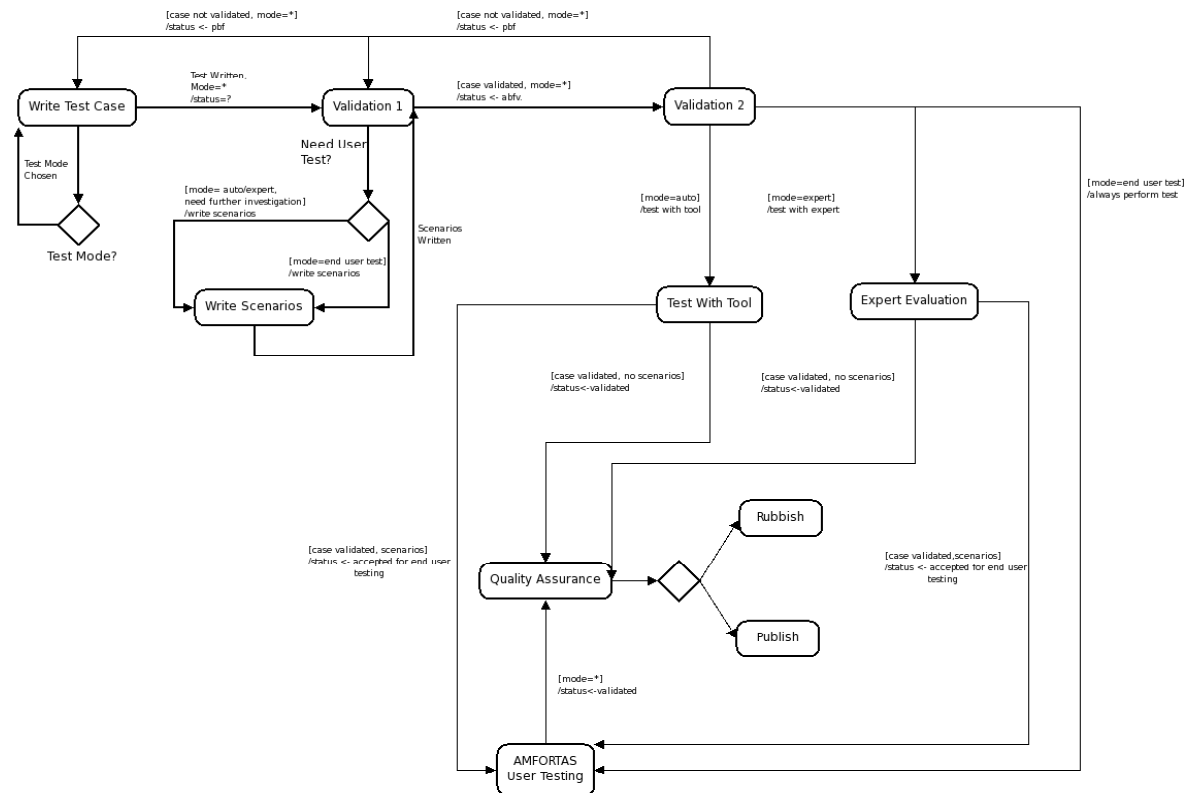 [case not validated, mode=*]
/status <- pbf
[case not validated, mode=*]
/status <- pbf
Test Written,
Mode=*
/status=?
[case validated, mode=*]
/status <- abfv.
Write Test Case
Validation 1
Validation 2
Need User
Test?
Test Mode
Chosen
[mode= auto/expert,
need further investigation]
/write scenarios
[mode=auto]
/test with tool
[mode=expert]
/test with expert
[mode=end user test]
/always perform test
Scenarios
Written
Test Mode?
[mode=end user test]
/write scenarios
Write Scenarios
Test With Tool
Expert Evaluation
[case validated, no scenarios]
/status<-validated
[case validated, no scenarios]
/status<-validated
Rubbish
[case validated, scenarios]
/status <- accepted for end user
testing
[case validated,scenarios]
/status <- accepted for end user
testing
Quality Assurance
Publish
[mode=*]
/status<-validated
AMFORTAS
User Testing